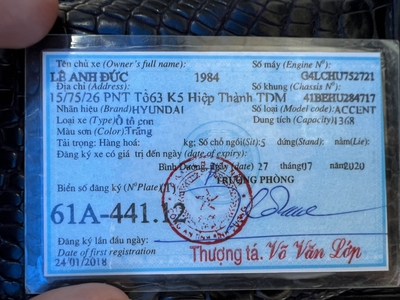 Tên chủ xe (Owner's full name): Số máy (Engine Nº):
LÊ ANH ĐỨC 1984 G4LCHU752721
Địa chỉ (Address): Số khung (Chassis Nº):
15/75/26 PNT Tổ63 K5 Hiệp Thành TDM 41BEHU284717
Nhãn hiệu (Brand) HYUNDAI Số loại (Model code): ACCENT
Loại xe (Type) Ô tô con Dung tích (Capacity): 1368
Màu sơn (Color): Trắng
Tải trọng: Hàng hoá: kg; Số chỗ ngồi(Sit): 5 đứng(Stand): nằm(Lie):
Đăng ký xe có giá trị đến ngày (date of expiry):
Bình Dương, ngày (date) 27 tháng 07 năm 2020
Biển số đăng ký (NºPlate) (T) TRƯỞNG PHÒNG
61A-441.12
Đăng ký lần đầu ngày:
Date of first registration
24/01/2018 Thượng tá. Võ Văn Lớp